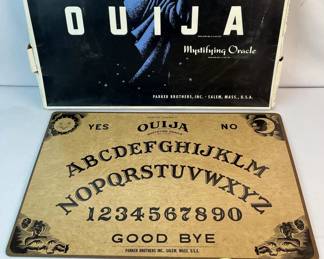 OUIJA
Mystifying Oracle
PARKER BROTHERS, INC. • SALEM, MASS., U.S.A.
YES OUIJA NO
ABCDEFGHIJKLM
NOPQRSTUVWXYZ
1234567890
GOOD BYE
PARKER BROTHERS INC. SALEM, MASS. U.S.A.